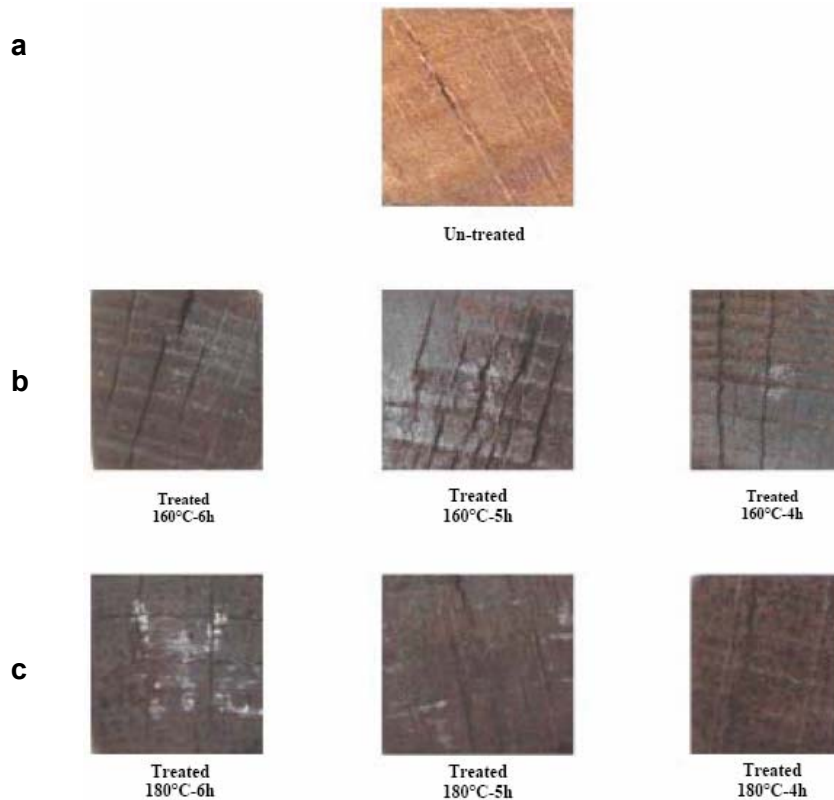 a
Un-treated
b
Treated
160°C-6h
Treated
160°C-5h
Treated
160°C-4h
c
Treated
180°C-6h
Treated
180°C-5h
Treated
180°C-4h